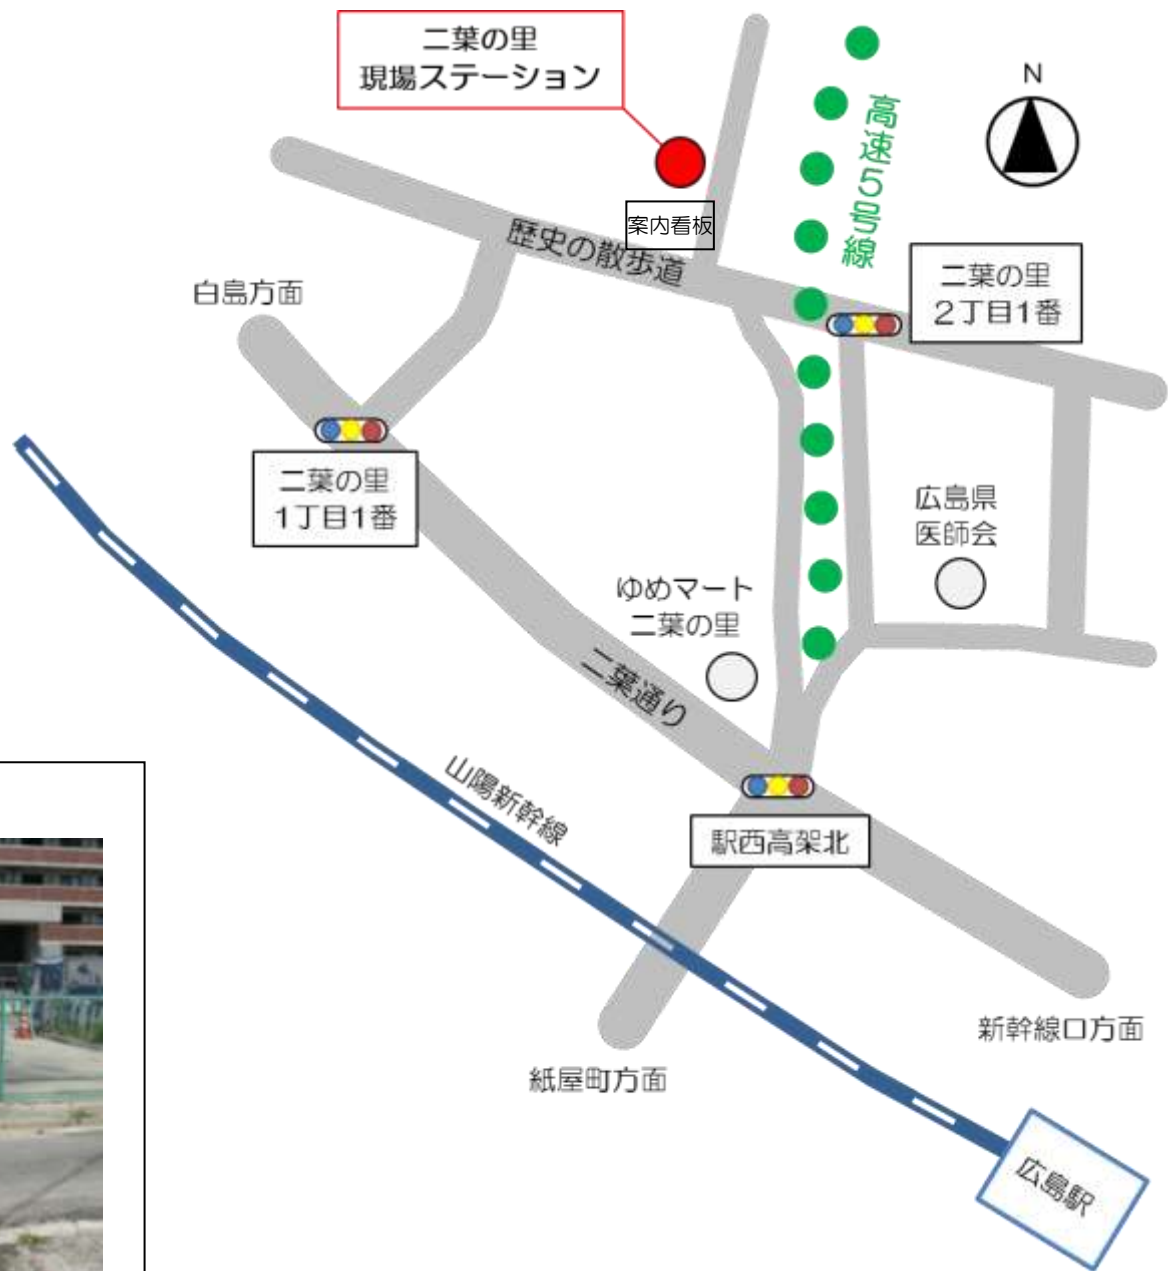 二葉の里
現場ステーション
N
高速5号線
案内看板
歴史の散歩道
二葉の里
2丁目1番
白島方面
二葉の里
1丁目1番
広島県
医師会
ゆめマート
二葉の里
二葉通り
山陽新幹線
駅西高架北
新幹線口方面
紙屋町方面
広島駅